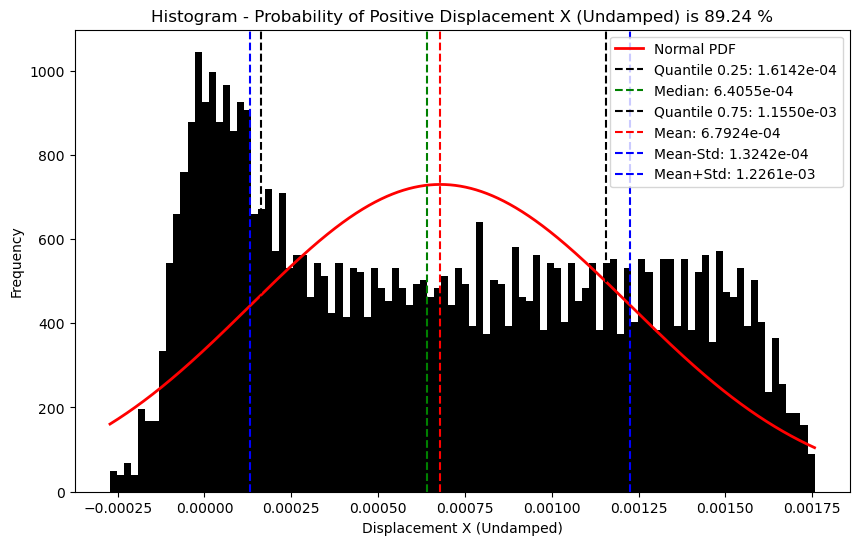 Histogram - Probability of Positive Displacement X (Undamped) is 89.24 %
Normal PDF
Quantile 0.25: 1.6142e-04
Median: 6.4055e-04
Quantile 0.75: 1.1550e-03
Mean: 6.7924e-04
Mean-Std: 1.3242e-04
Mean+Std: 1.2261e-03
Frequency
1000
800
600
400
200
0
−0.00025 0.00000 0.00025 0.00050 0.00075 0.00100 0.00125 0.00150 0.00175
Displacement X (Undamped)